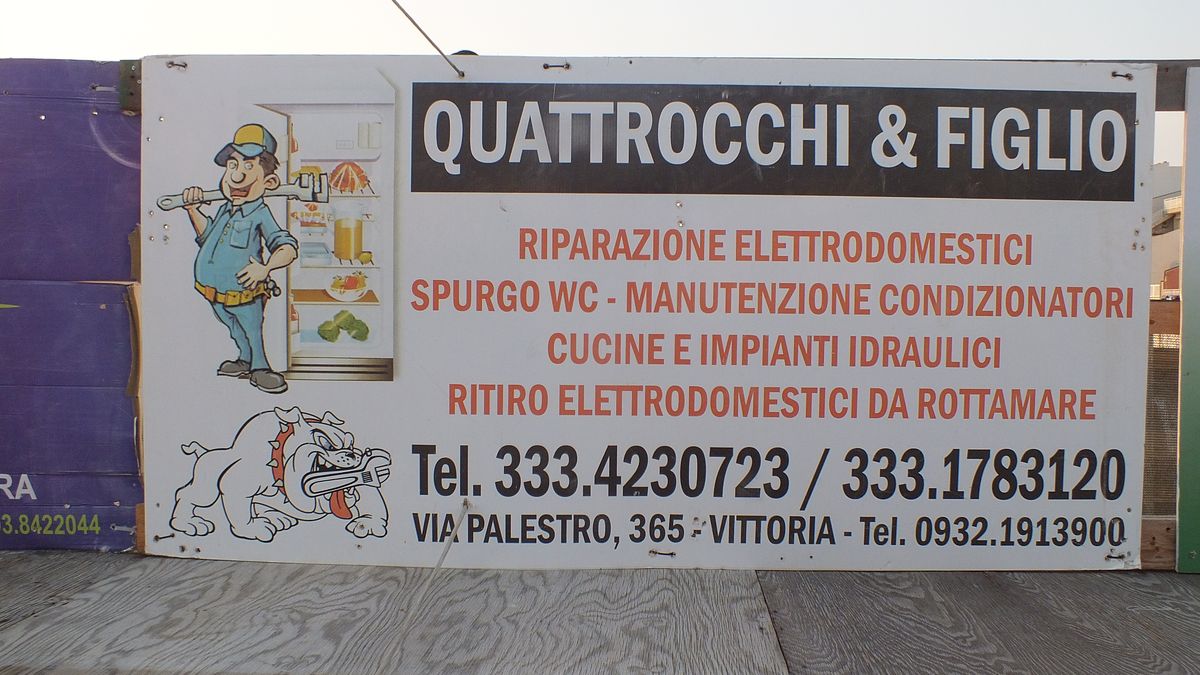 QUATTROCCHI & FIGLIO
RIPARAZIONE ELETTRODOMESTICI
SPURGO WC - MANUTENZIONE CONDIZIONATORI
CUCINE E IMPIANTI IDRAULICI
RITIRO ELETTRODOMESTICI DA ROTTAMARE
Tel. 333.4230723 / 333.1783120
VIA PALESTRO, 365 - VITTORIA - Tel. 0932.1913900
RA
3.8422044